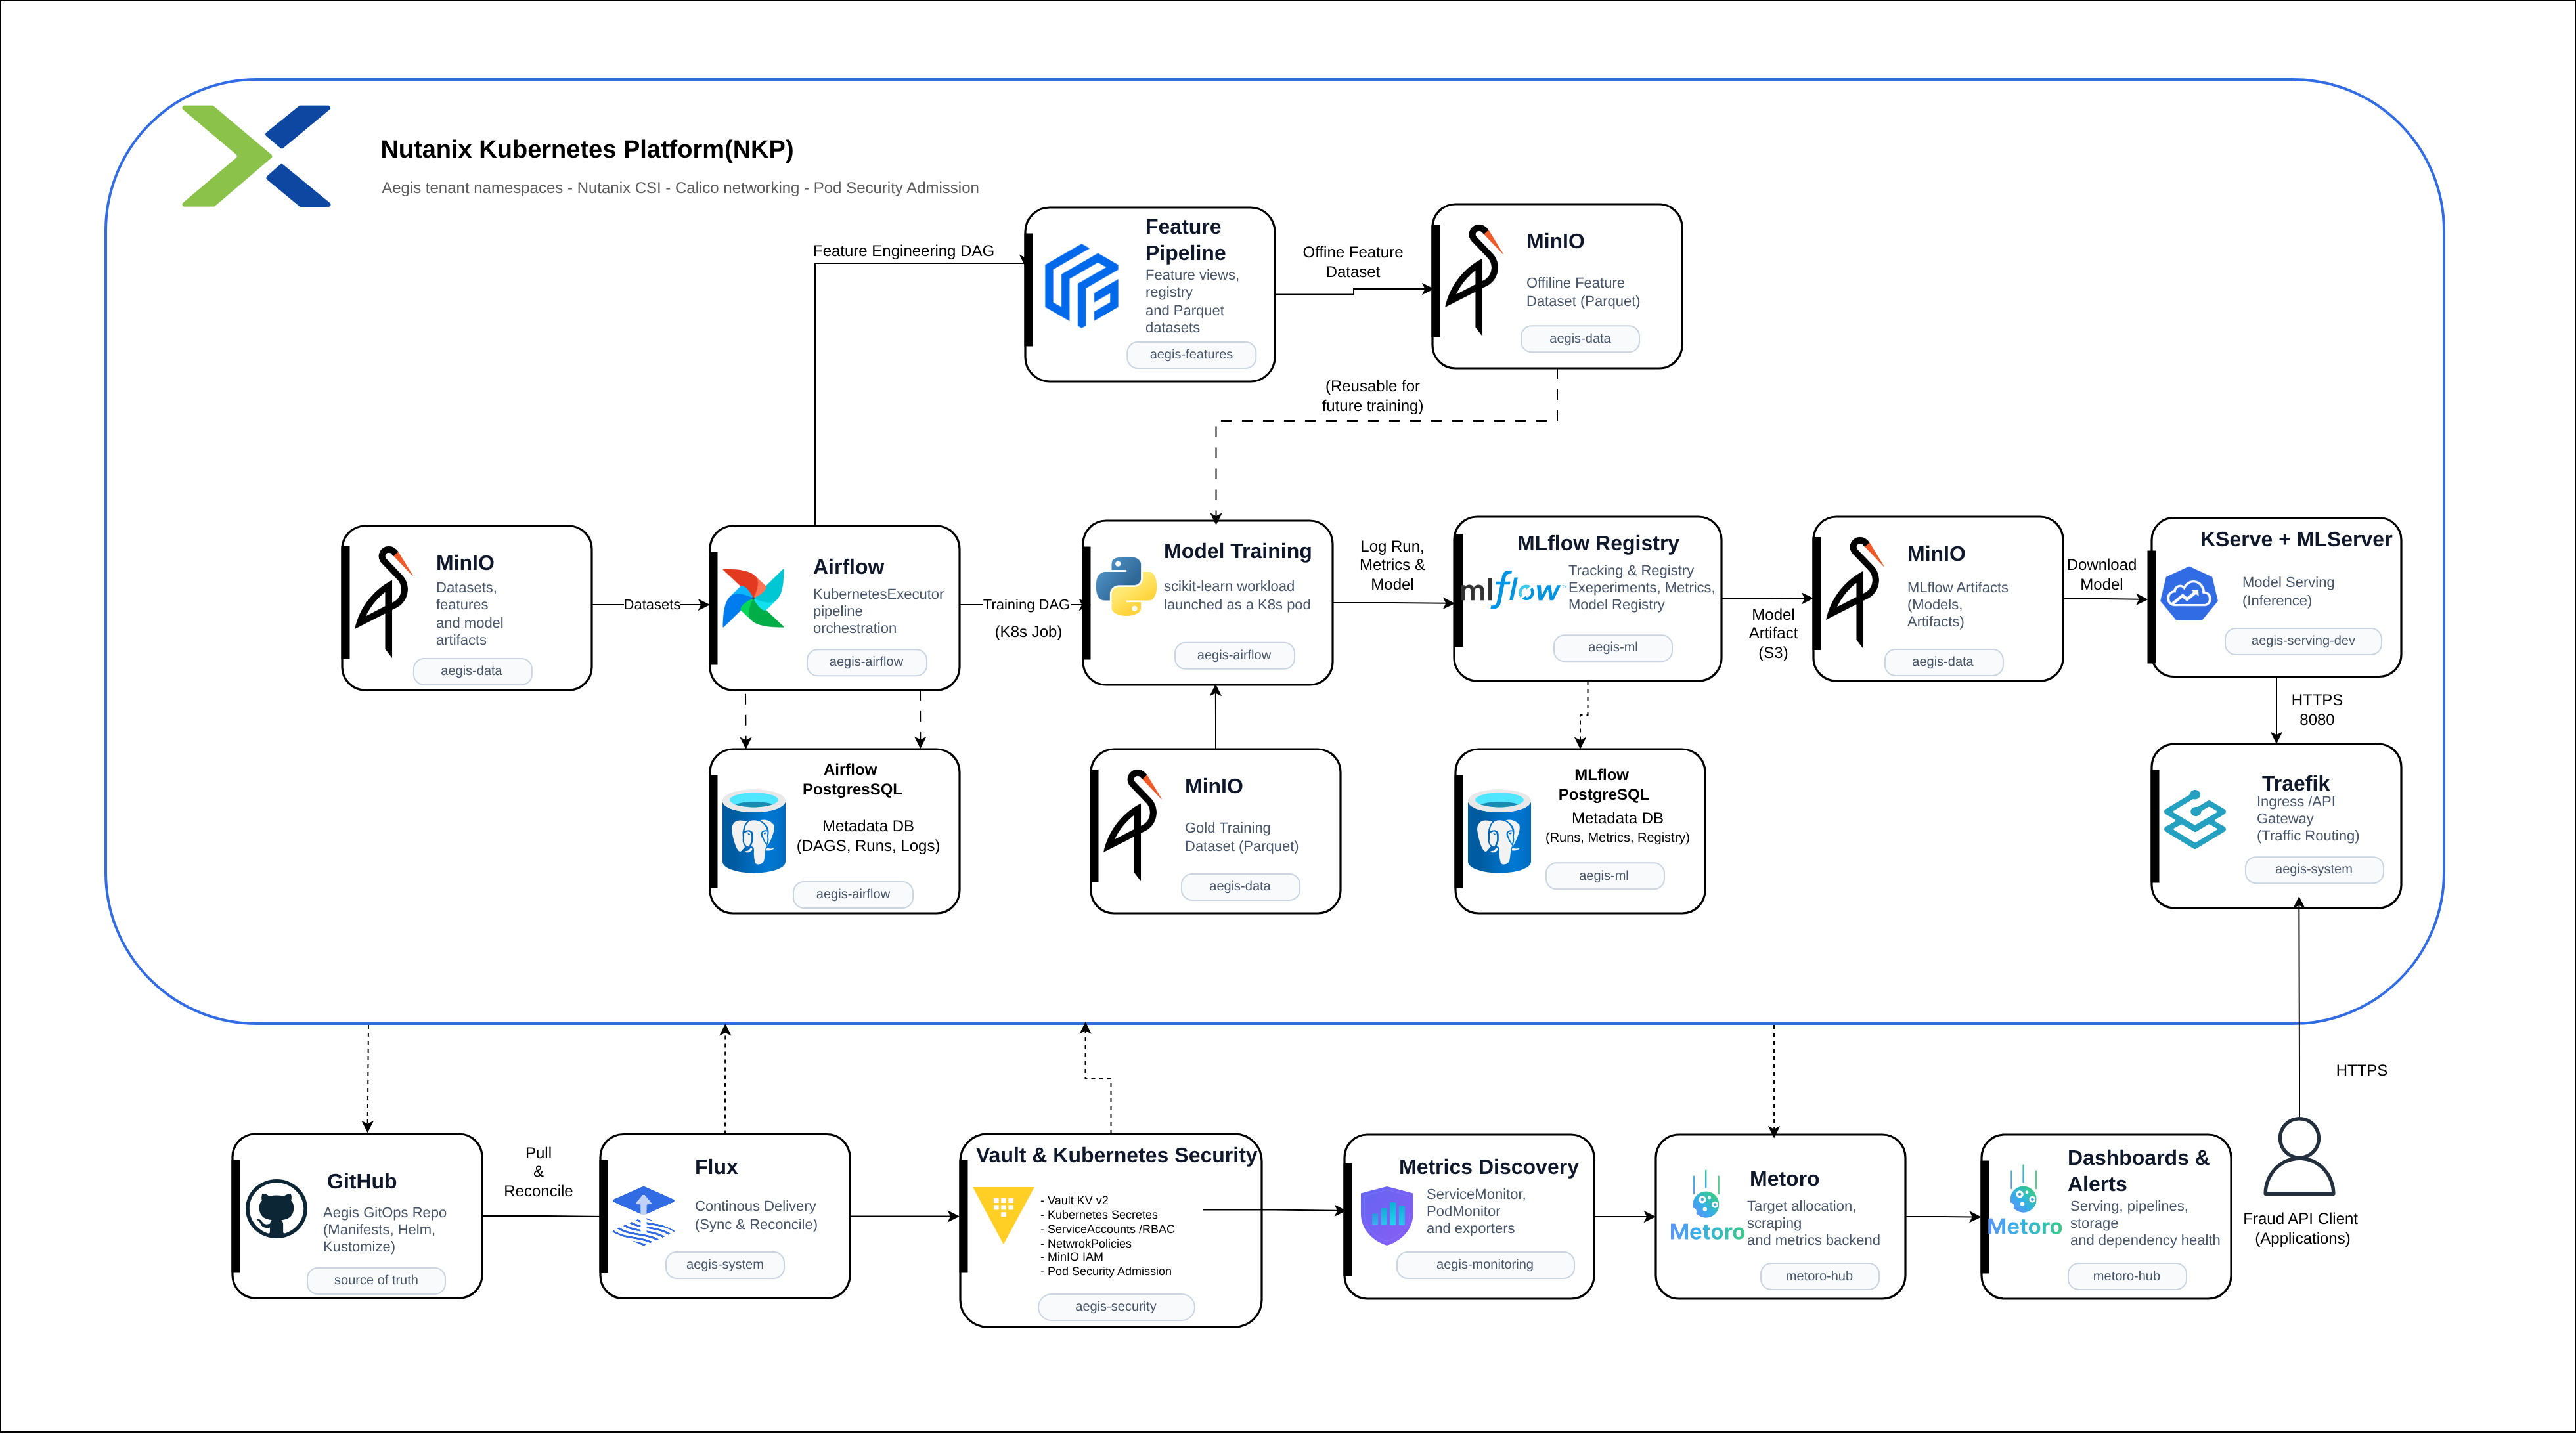 Nutanix Kubernetes Platform(NKP)
Aegis tenant namespaces - Nutanix CSI - Calico networking - Pod Security Admission
Feature Engineering DAG
Feature
Pipeline
Feature views,
registry
and Parquet
datasets
aegis-features
Offine Feature
Dataset
MinIO
Offiline Feature
Dataset (Parquet)
aegis-data
(Reusable for
future training)
MinIO
Datasets,
features
and model
artifacts
aegis-data
Datasets
Airflow
KubernetesExecutor
pipeline
orchestration
aegis-airflow
Training DAG
(K8s Job)
Model Training
scikit-learn workload
launched as a K8s pod
aegis-airflow
Log Run,
Metrics &
Model
MLflow Registry
mlflow
Tracking & Registry
Exeperiments, Metrics,
Model Registry
aegis-ml
Model
Artifact
(S3)
MinIO
MLflow Artifacts
(Models,
Artifacts)
aegis-data
Download
Model
KServe + MLServer
Model Serving
(Inference)
aegis-serving-dev
HTTPS
8080
Airflow
PostgresSQL
Metadata DB
(DAGS, Runs, Logs)
aegis-airflow
MinIO
Gold Training
Dataset (Parquet)
aegis-data
MLflow
PostgreSQL
Metadata DB
(Runs, Metrics, Registry)
aegis-ml
Traefik
Ingress /API
Gateway
(Traffic Routing)
aegis-system
HTTPS
GitHub
Aegis GitOps Repo
(Manifests, Helm,
Kustomize)
source of truth
Pull
&
Reconcile
Flux
Continous Delivery
(Sync & Reconcile)
aegis-system
Vault & Kubernetes Security
- Vault KV v2
- Kubernetes Secretes
- ServiceAccounts /RBAC
- NetwrokPolicies
- MinIO IAM
- Pod Security Admission
aegis-security
Metrics Discovery
ServiceMonitor,
PodMonitor
and exporters
aegis-monitoring
Metoro
Metoro
Target allocation,
scraping
and metrics backend
metoro-hub
Dashboards &
Alerts
Metoro
Serving, pipelines,
storage
and dependency health
metoro-hub
Fraud API Client
(Applications)